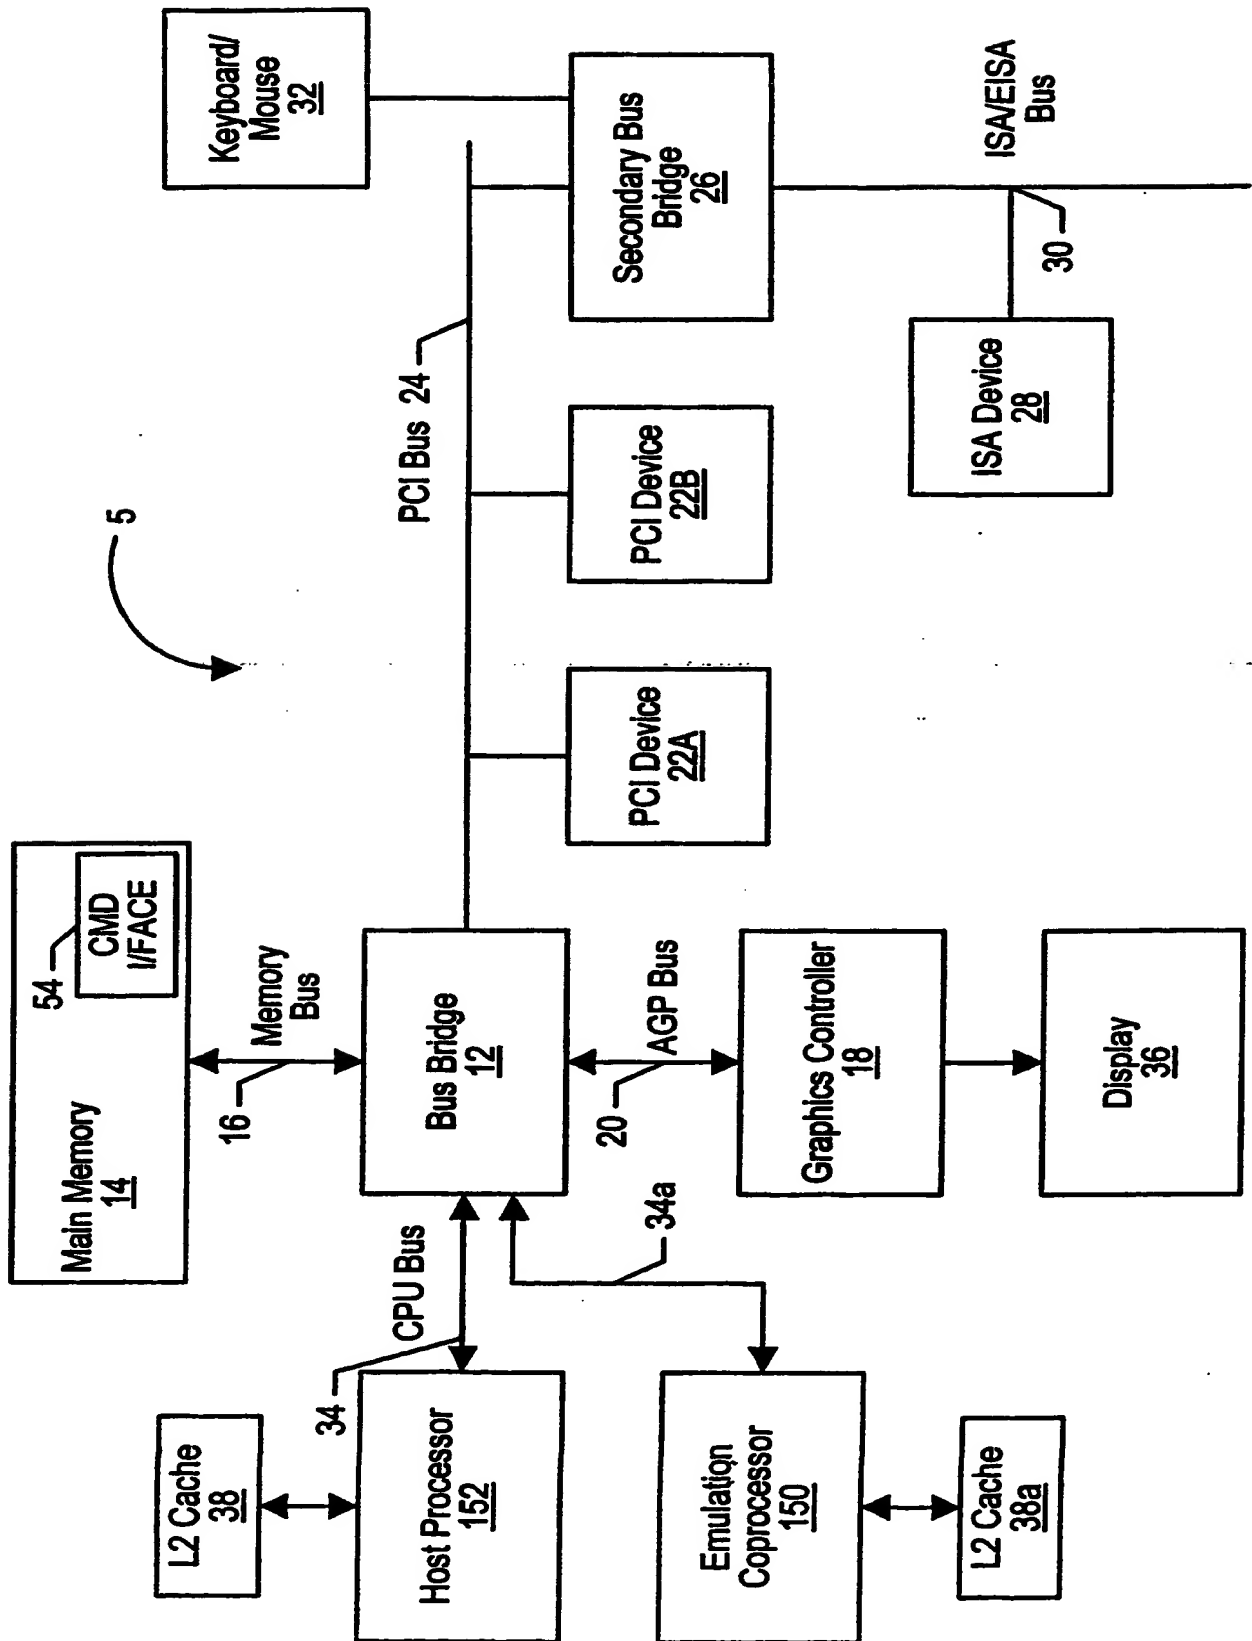 L2 Cache
38
Host Processor
152
34
CPU Bus
Main Memory
14
54
CMD
I/FACE
16
Memory
Bus
Bus Bridge
12
Emulation
Coprocessor
150
L2 Cache
38a
34a
20
AGP Bus
Graphics Controller
18
Display
36
5
PCI Bus 24
PCI Device
22A
PCI Device
22B
Keyboard/
Mouse
32
Secondary Bus
Bridge
26
ISA Device
28
30
ISA/EISA
Bus